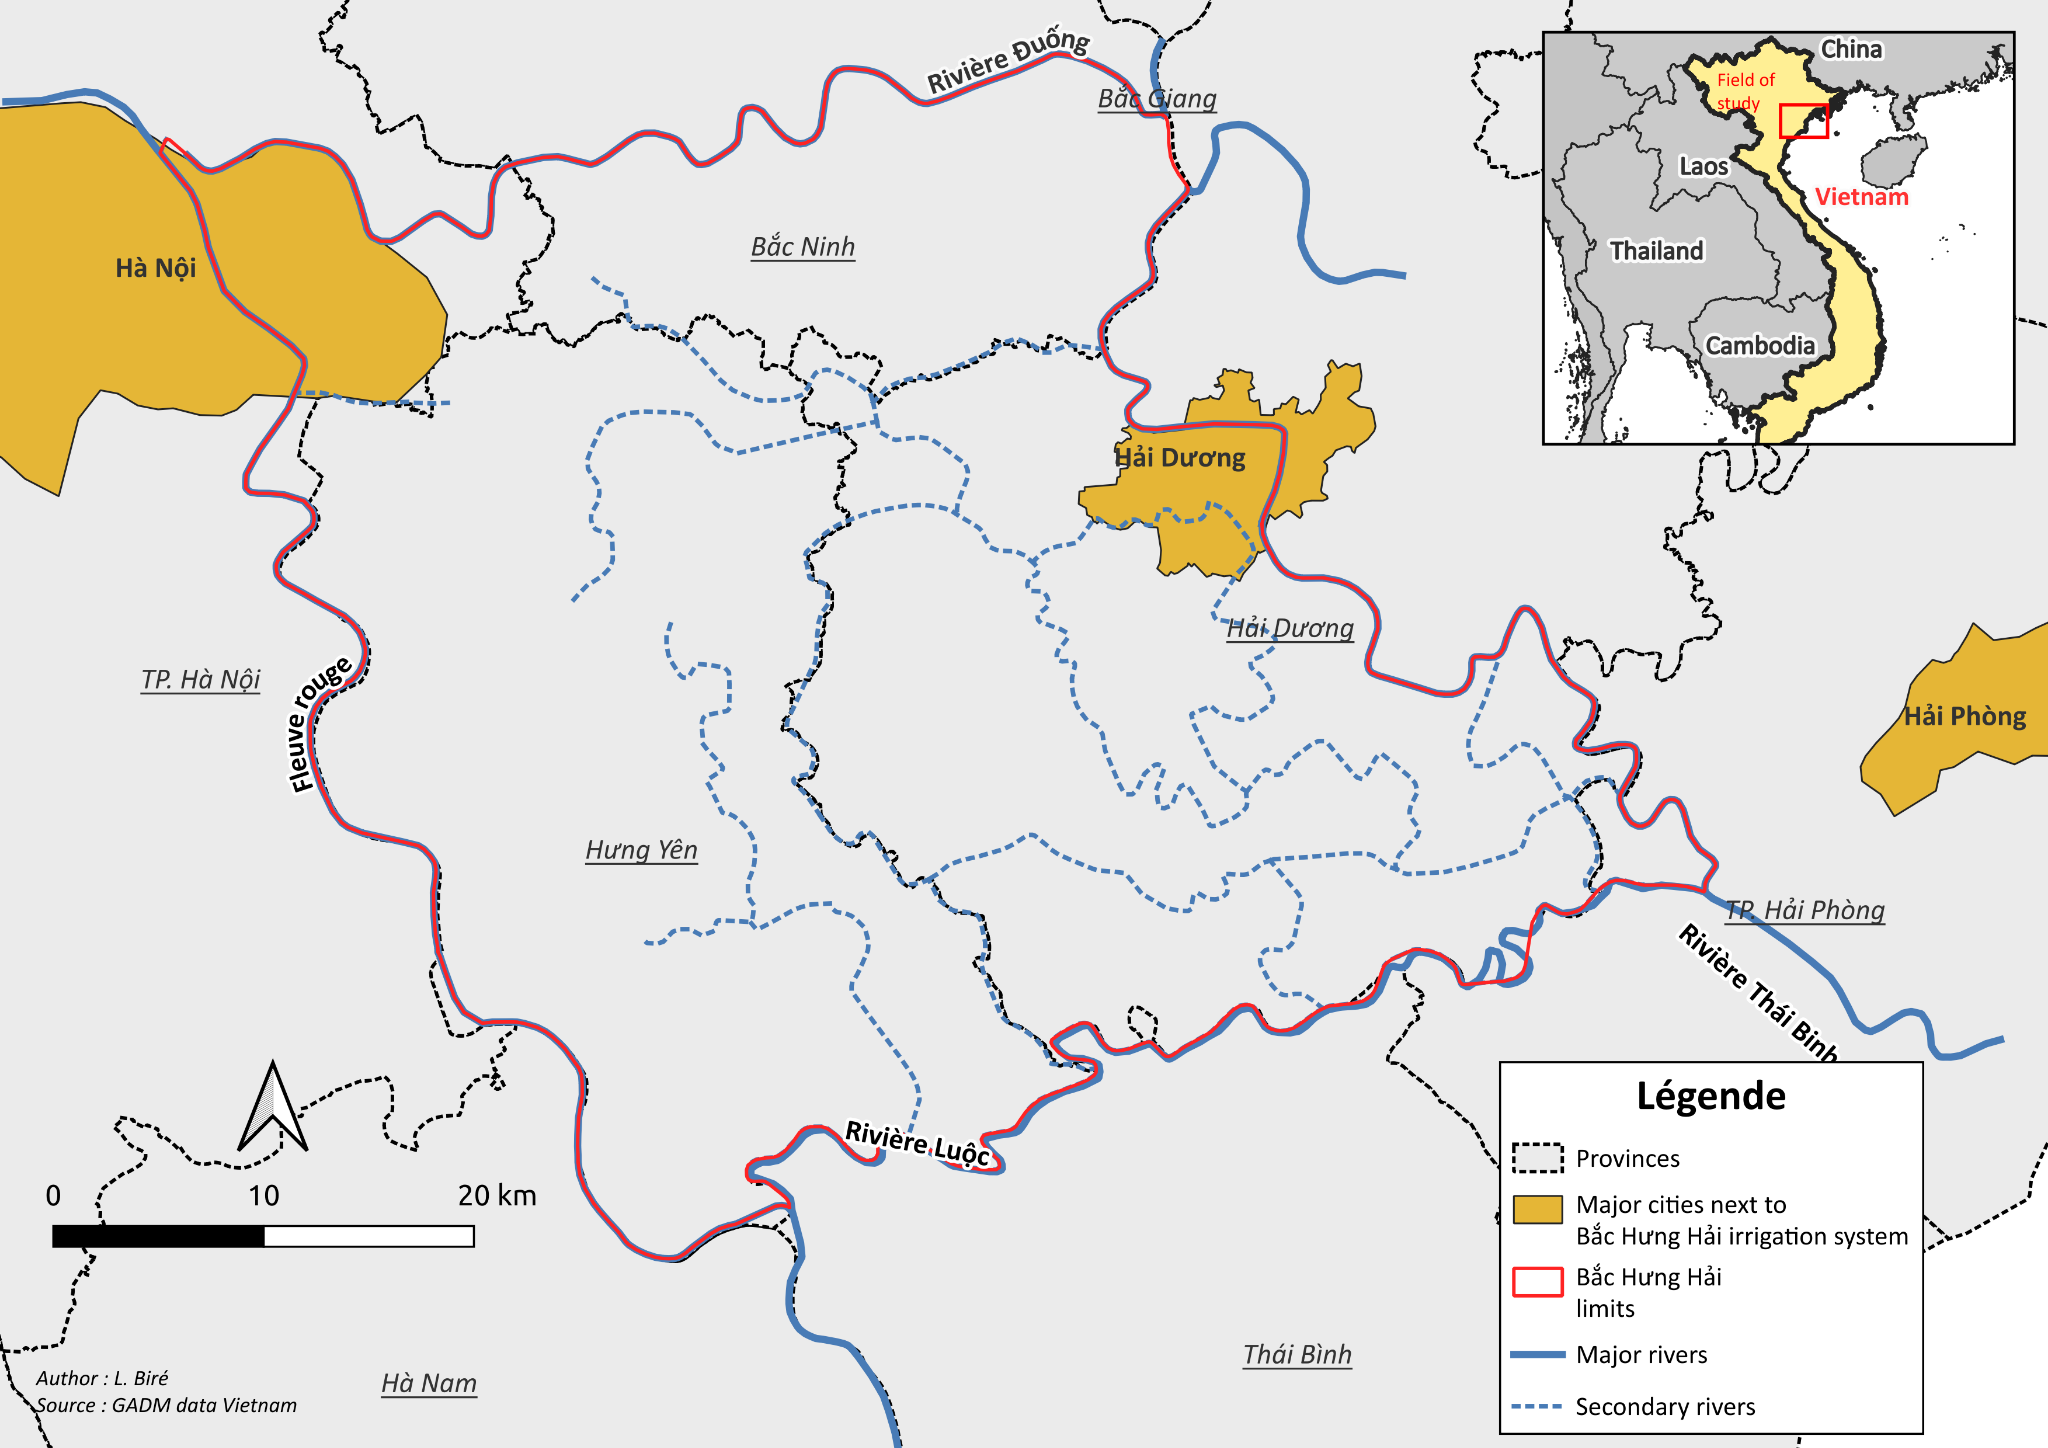 Rivière Đuống
Bắc Giang
Bắc Ninh
Hà Nội
Hải Dương
Hải Dương
TP. Hà Nội
Fleuve rouge
Hải Phòng
Hưng Yên
TP. Hải Phòng
Rivière Thái Binh
Rivière Luộc
Thái Bình
Hà Nam
0 10 20 km
Author : L. Biré
Source : GADM data Vietnam
China
Field of
study
Laos
Vietnam
Thailand
Cambodia
Légende
Provinces
Major cities next to
Bắc Hưng Hải irrigation system
Bắc Hưng Hải
limits
Major rivers
Secondary rivers